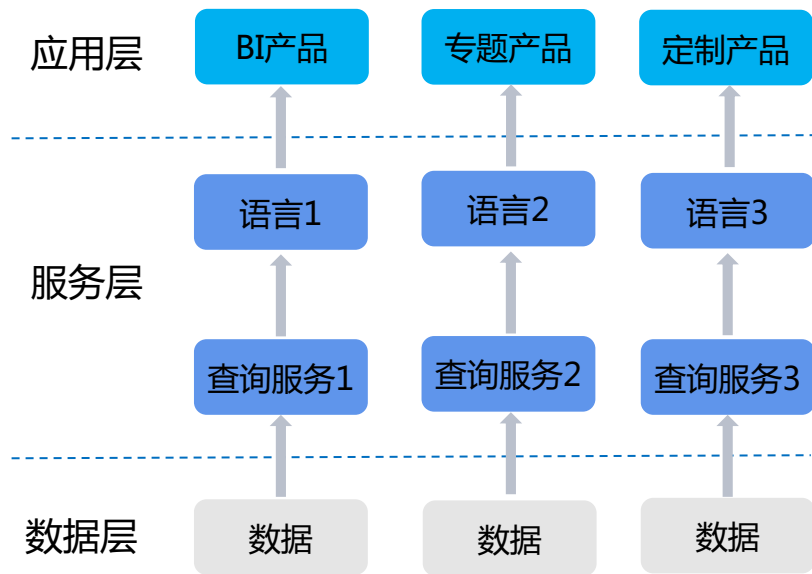 应用层
BI产品
专题产品
定制产品
语言1
语言2
语言3
服务层
查询服务1
查询服务2
查询服务3
数据层
数据
数据
数据